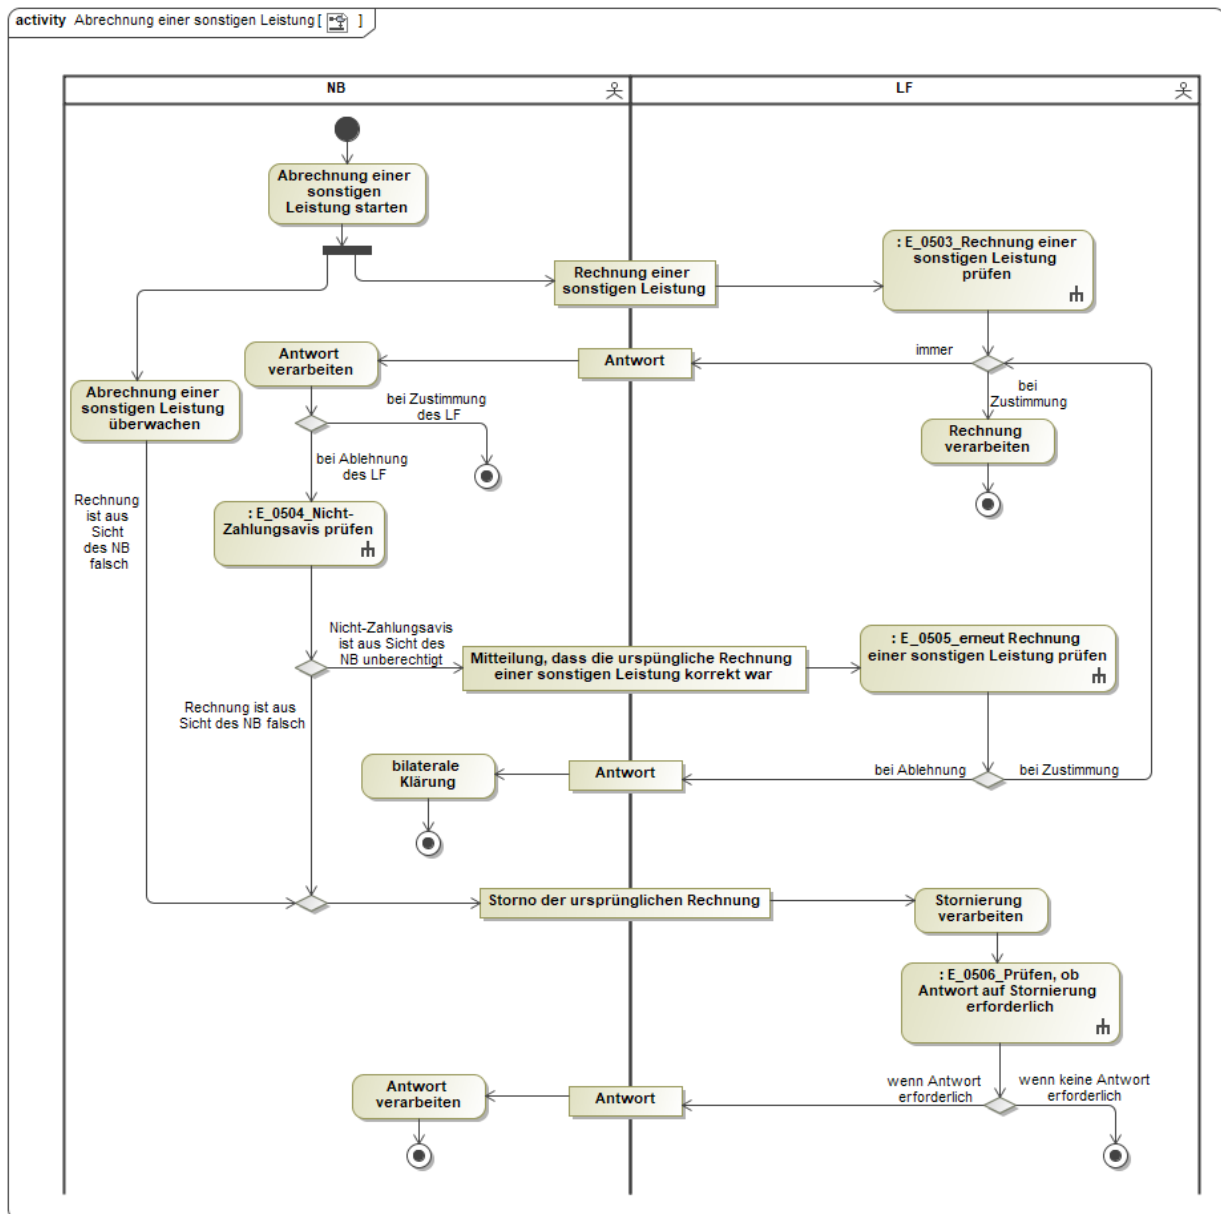 activity Abrechnung einer sonstigen Leistung [ ]
NB
LF
Abrechnung einer
sonstigen
Leistung starten
: E_0503_Rechnung einer
sonstigen Leistung
prüfen
Rechnung einer
sonstigen Leistung
immer
Antwort
Antwort
verarbeiten
bei
Zustimmung
Abrechnung einer
sonstigen Leistung
überwachen
bei Zustimmung
des LF
Rechnung
verarbeiten
bei Ablehnung
des LF
Rechnung
ist aus
Sicht
des NB
falsch
: E_0504_Nicht-
Zahlungsavis prüfen
Nicht-Zahlungsavis
ist aus Sicht des
NB unberechtigt
Mitteilung, dass die urspüngliche Rechnung
einer sonstigen Leistung korrekt war
: E_0505_erneut Rechnung
einer sonstigen Leistung prüfen
Rechnung ist aus
Sicht des NB falsch
bilaterale
Klärung
Antwort
bei Ablehnung
bei Zustimmung
Storno der ursprünglichen Rechnung
Stornierung
verarbeiten
: E_0506_Prüfen, ob
Antwort auf Stornierung
erforderlich
Antwort
verarbeiten
Antwort
wenn Antwort
erforderlich
wenn keine Antwort
erforderlich